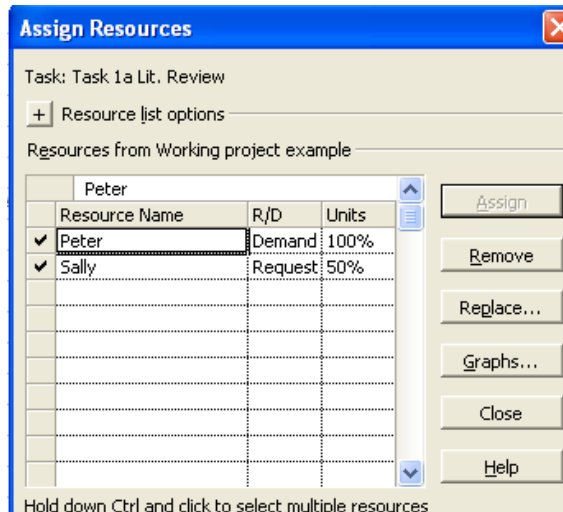 Assign Resources
Task: Task 1a Lit. Review
+ Resource list options
Resources from Working project example
Peter
Resource Name R/D Units
Peter Demand 100%
Sally Request 50%
Assign
Remove
Replace...
Graphs...
Close
Help
Hold down Ctrl and click to select multiple resources